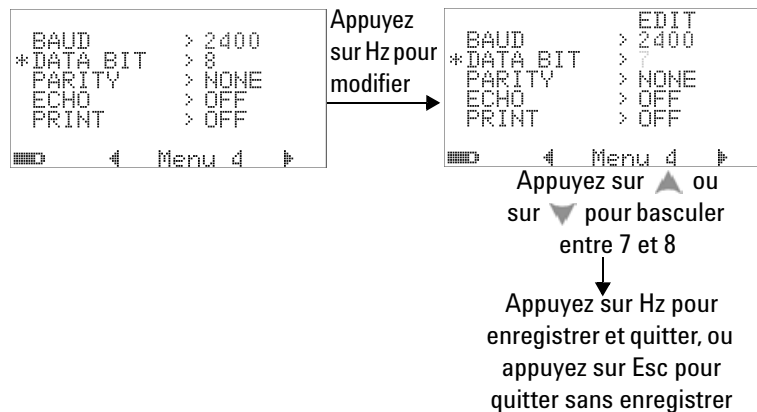 BAUD > 2400
*DATA BIT > 8
PARITY > NONE
ECHO > OFF
PRINT > OFF
Menu 4
Appuyez
sur Hz pour
modifier
EDIT
BAUD > 2400
*DATA BIT > 7
PARITY > NONE
ECHO > OFF
PRINT > OFF
Menu 4
Appuyez sur ▲ ou
sur ▼ pour basculer
entre 7 et 8
Appuyez sur Hz pour
enregistrer et quitter, ou
appuyez sur Esc pour
quitter sans enregistrer